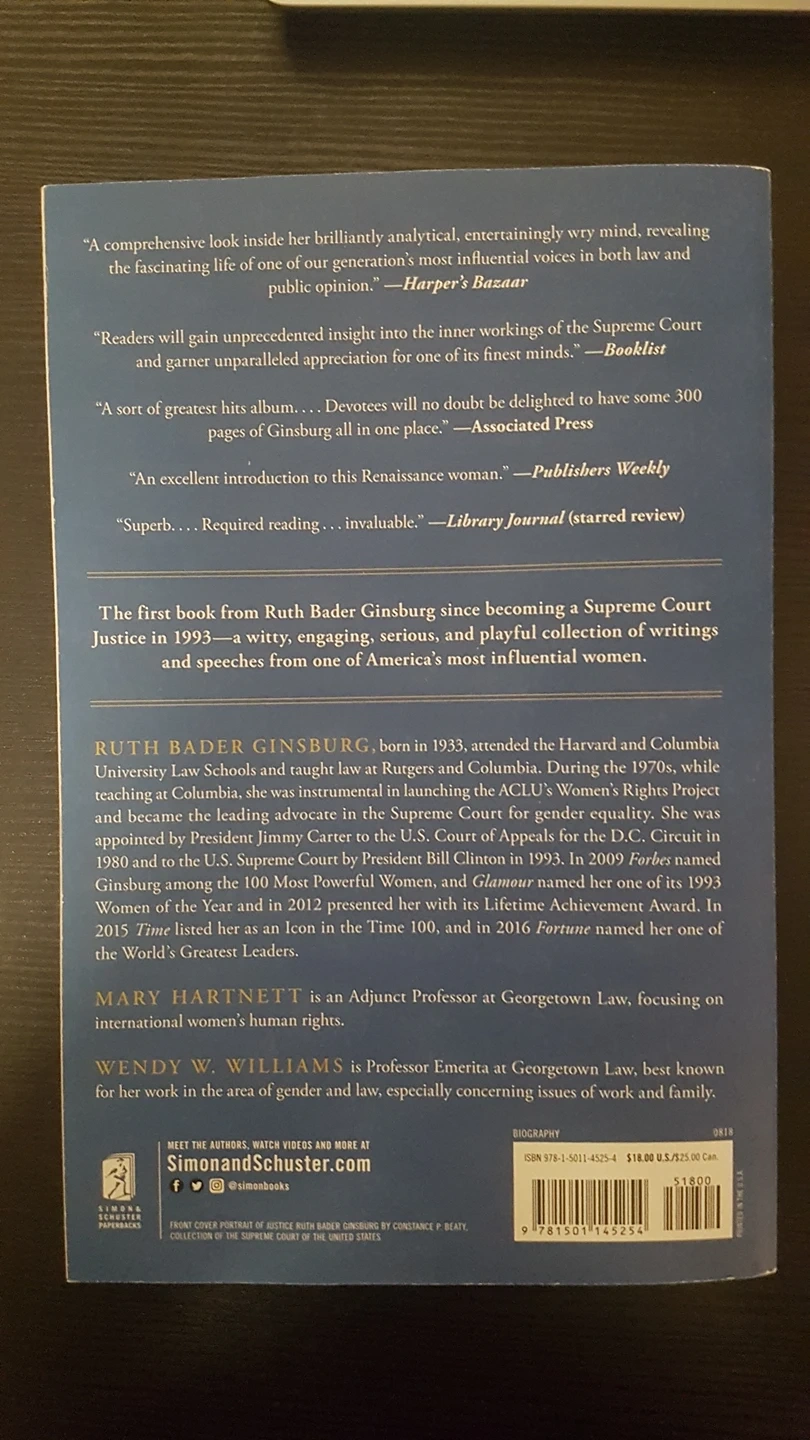 “A comprehensive look inside her brilliantly analytical, entertainingly wry mind, revealing
the fascinating life of one of our generation’s most influential voices in both law and
public opinion.” —Harper’s Bazaar
“Readers will gain unprecedented insight into the inner workings of the Supreme Court
and garner unparalleled appreciation for one of its finest minds.” —Booklist
“A sort of greatest hits album. . . . Devotees will no doubt be delighted to have some 300
pages of Ginsburg all in one place.” —Associated Press
“An excellent introduction to this Renaissance woman.” —Publishers Weekly
“Superb. . . . Required reading . . . invaluable.” —Library Journal (starred review)
The first book from Ruth Bader Ginsburg since becoming a Supreme Court
Justice in 1993—a witty, engaging, serious, and playful collection of writings
and speeches from one of America’s most influential women.
RUTH BADER GINSBURG, born in 1933, attended the Harvard and Columbia
University Law Schools and taught law at Rutgers and Columbia. During the 1970s, while
teaching at Columbia, she was instrumental in launching the ACLU’s Women’s Rights Project
and became the leading advocate in the Supreme Court for gender equality. She was
appointed by President Jimmy Carter to the U.S. Court of Appeals for the D.C. Circuit in
1980 and to the U.S. Supreme Court by President Bill Clinton in 1993. In 2009 Forbes named
Ginsburg among the 100 Most Powerful Women, and Glamour named her one of its 1993
Women of the Year and in 2012 presented her with its Lifetime Achievement Award. In
2015 Time listed her as an Icon in the Time 100, and in 2016 Fortune named her one of
the World’s Greatest Leaders.
MARY HARTNETT is an Adjunct Professor at Georgetown Law, focusing on
international women’s human rights.
WENDY W. WILLIAMS is Professor Emerita at Georgetown Law, best known
for her work in the area of gender and law, especially concerning issues of work and family.
SIMON &
SCHUSTER
PAPERBACKS
MEET THE AUTHORS, WATCH VIDEOS AND MORE AT
SimonandSchuster.com
@simonbooks
FRONT COVER PORTRAIT OF JUSTICE RUTH BADER GINSBURG BY CONSTANCE P. BEATY,
COLLECTION OF THE SUPREME COURT OF THE UNITED STATES
BIOGRAPHY 0818
ISBN 978-1-5011-4525-4 $18.00 U.S./$25.00 Can.
51800
9 781501 145254
PRINTED IN THE U.S.A.